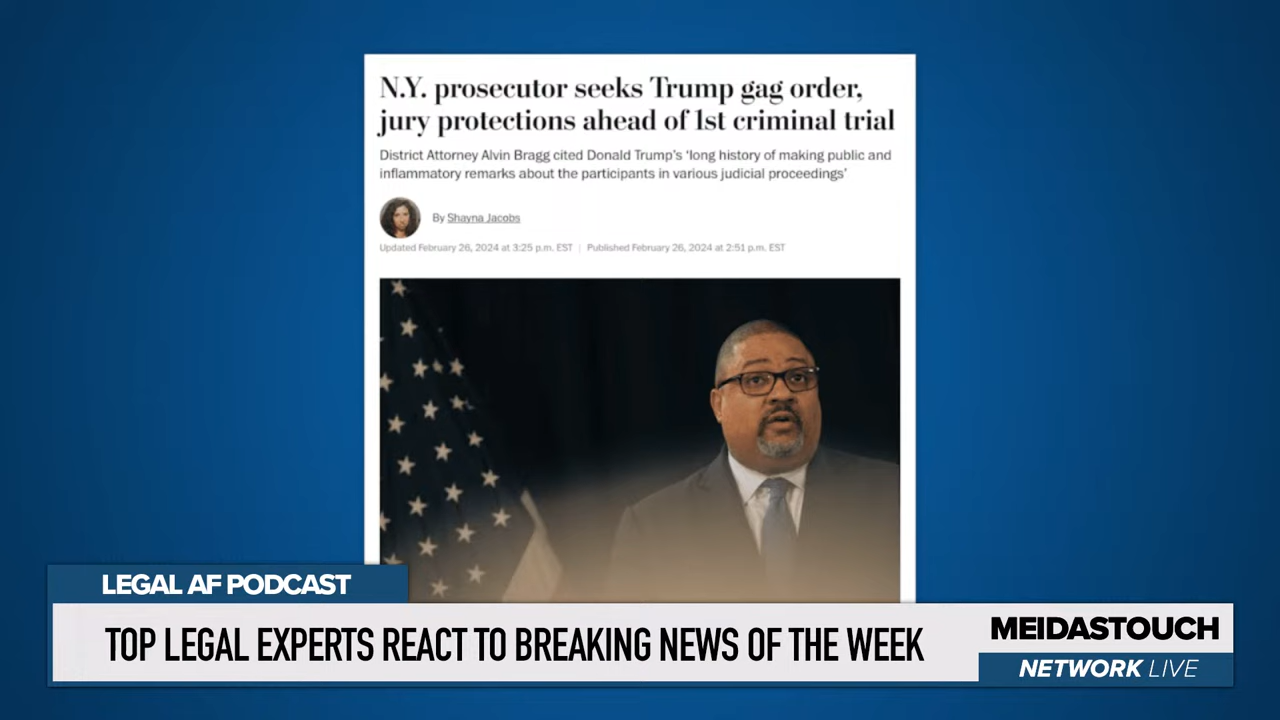 N.Y. prosecutor seeks Trump gag order,
jury protections ahead of 1st criminal trial
District Attorney Alvin Bragg cited Donald Trump's 'long history of making public and
inflammatory remarks about the participants in various judicial proceedings'
By Shayna Jacobs
Updated February 26, 2024 at 3:25 p.m. EST | Published February 26, 2024 at 2:51 p.m. EST
LEGAL AF PODCAST
TOP LEGAL EXPERTS REACT TO BREAKING NEWS OF THE WEEK
MEIDASTOUCH
NETWORK LIVE